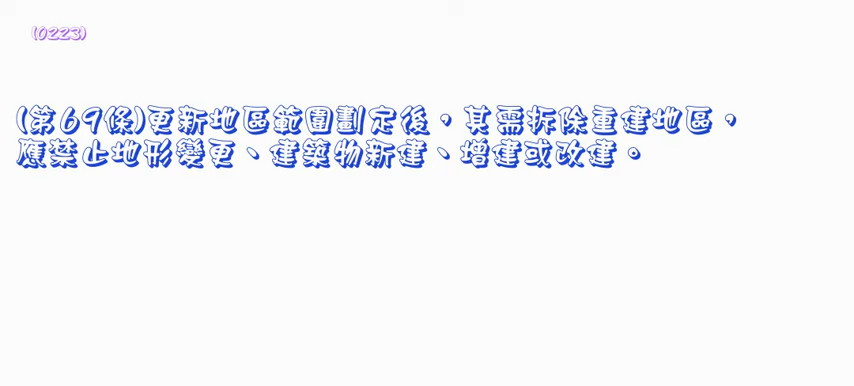 (0223)
(第69條)更新地區範圍劃定後，其需拆除重建地區，
應禁止地形變更、建築物新建、增建或改建。